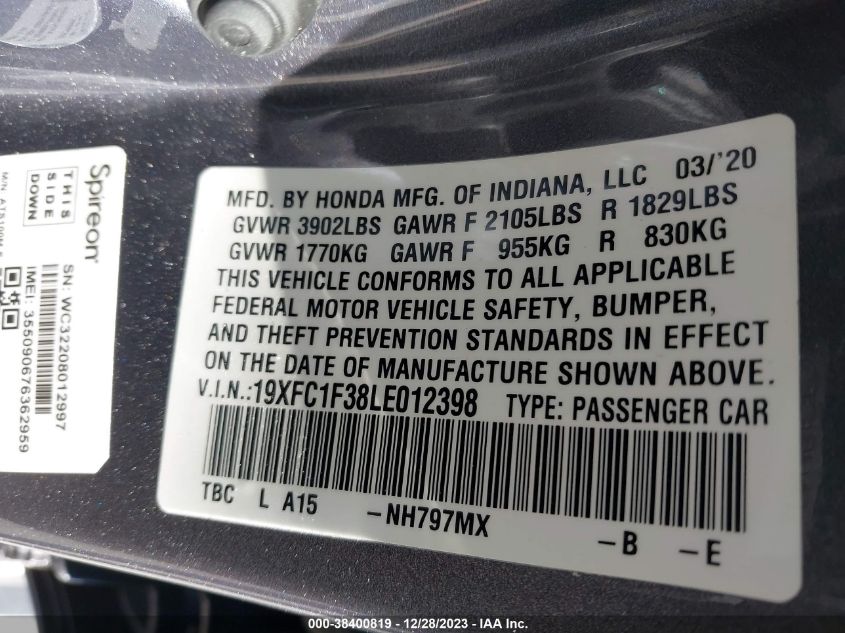 MFD. BY HONDA MFG. OF INDIANA, LLC 03/'20
GVWR 3902LBS GAWR F 2105LBS R 1829LBS
GVWR 1770KG GAWR F 955KG R 830KG
THIS VEHICLE CONFORMS TO ALL APPLICABLE
FEDERAL MOTOR VEHICLE SAFETY, BUMPER,
AND THEFT PREVENTION STANDARDS IN EFFECT
ON THE DATE OF MANUFACTURE SHOWN ABOVE.
V.I.N.:19XFC1F38LE012398 TYPE: PASSENGER CAR
TBC L A15 -NH797MX -B -E
Spireon
THIS
SIDE
DOWN
SN: WC32208012997
IMEI: 355090676362959
000-38400819 - 12/28/2023 - IAA Inc.